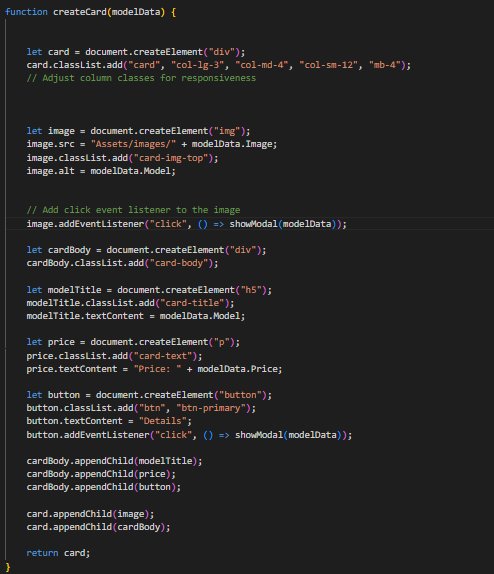 function createCard(modelData) {
let card = document.createElement("div");
card.classList.add("card", "col-lg-3", "col-md-4", "col-sm-12", "mb-4");
// Adjust column classes for responsiveness
let image = document.createElement("img");
image.src = "Assets/images/" + modelData.Image;
image.classList.add("card-img-top");
image.alt = modelData.Model;
// Add click event listener to the image
image.addEventListener("click", () => showModal(modelData));
let cardBody = document.createElement("div");
cardBody.classList.add("card-body");
let modelTitle = document.createElement("h5");
modelTitle.classList.add("card-title");
modelTitle.textContent = modelData.Model;
let price = document.createElement("p");
price.classList.add("card-text");
price.textContent = "Price: " + modelData.Price;
let button = document.createElement("button");
button.classList.add("btn", "btn-primary");
button.textContent = "Details";
button.addEventListener("click", () => showModal(modelData));
cardBody.appendChild(modelTitle);
cardBody.appendChild(price);
cardBody.appendChild(button);
card.appendChild(image);
card.appendChild(cardBody);
return card;
}